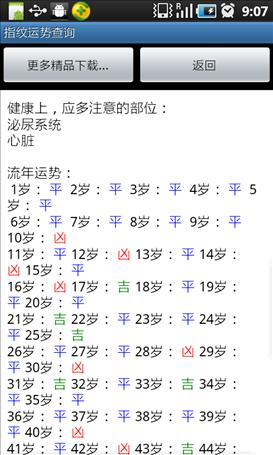 9:07
指纹运势查询
更多精品下载... 返回
健康上，应多注意的部位：
泌尿系统
心脏
流年运势：
1岁： 平 2岁： 平 3岁： 平 4岁： 平 5
岁： 平
6岁： 平 7岁： 平 8岁： 平 9岁： 平
10岁： 凶
11岁： 平 12岁： 凶 13岁： 平 14岁：
凶 15岁： 平
16岁： 凶 17岁： 吉 18岁： 平 19岁：
平 20岁： 平
21岁： 吉 22岁： 平 23岁： 平 24岁：
平 25岁： 吉
26岁： 平 27岁： 平 28岁： 凶 29岁：
平 30岁： 凶
31岁： 吉 32岁： 平 33岁： 吉 34岁：
平 35岁： 平
36岁： 平 37岁： 平 38岁： 平 39岁：
平 40岁： 凶
41岁： 平 42岁： 凶 43岁： 吉 44岁：